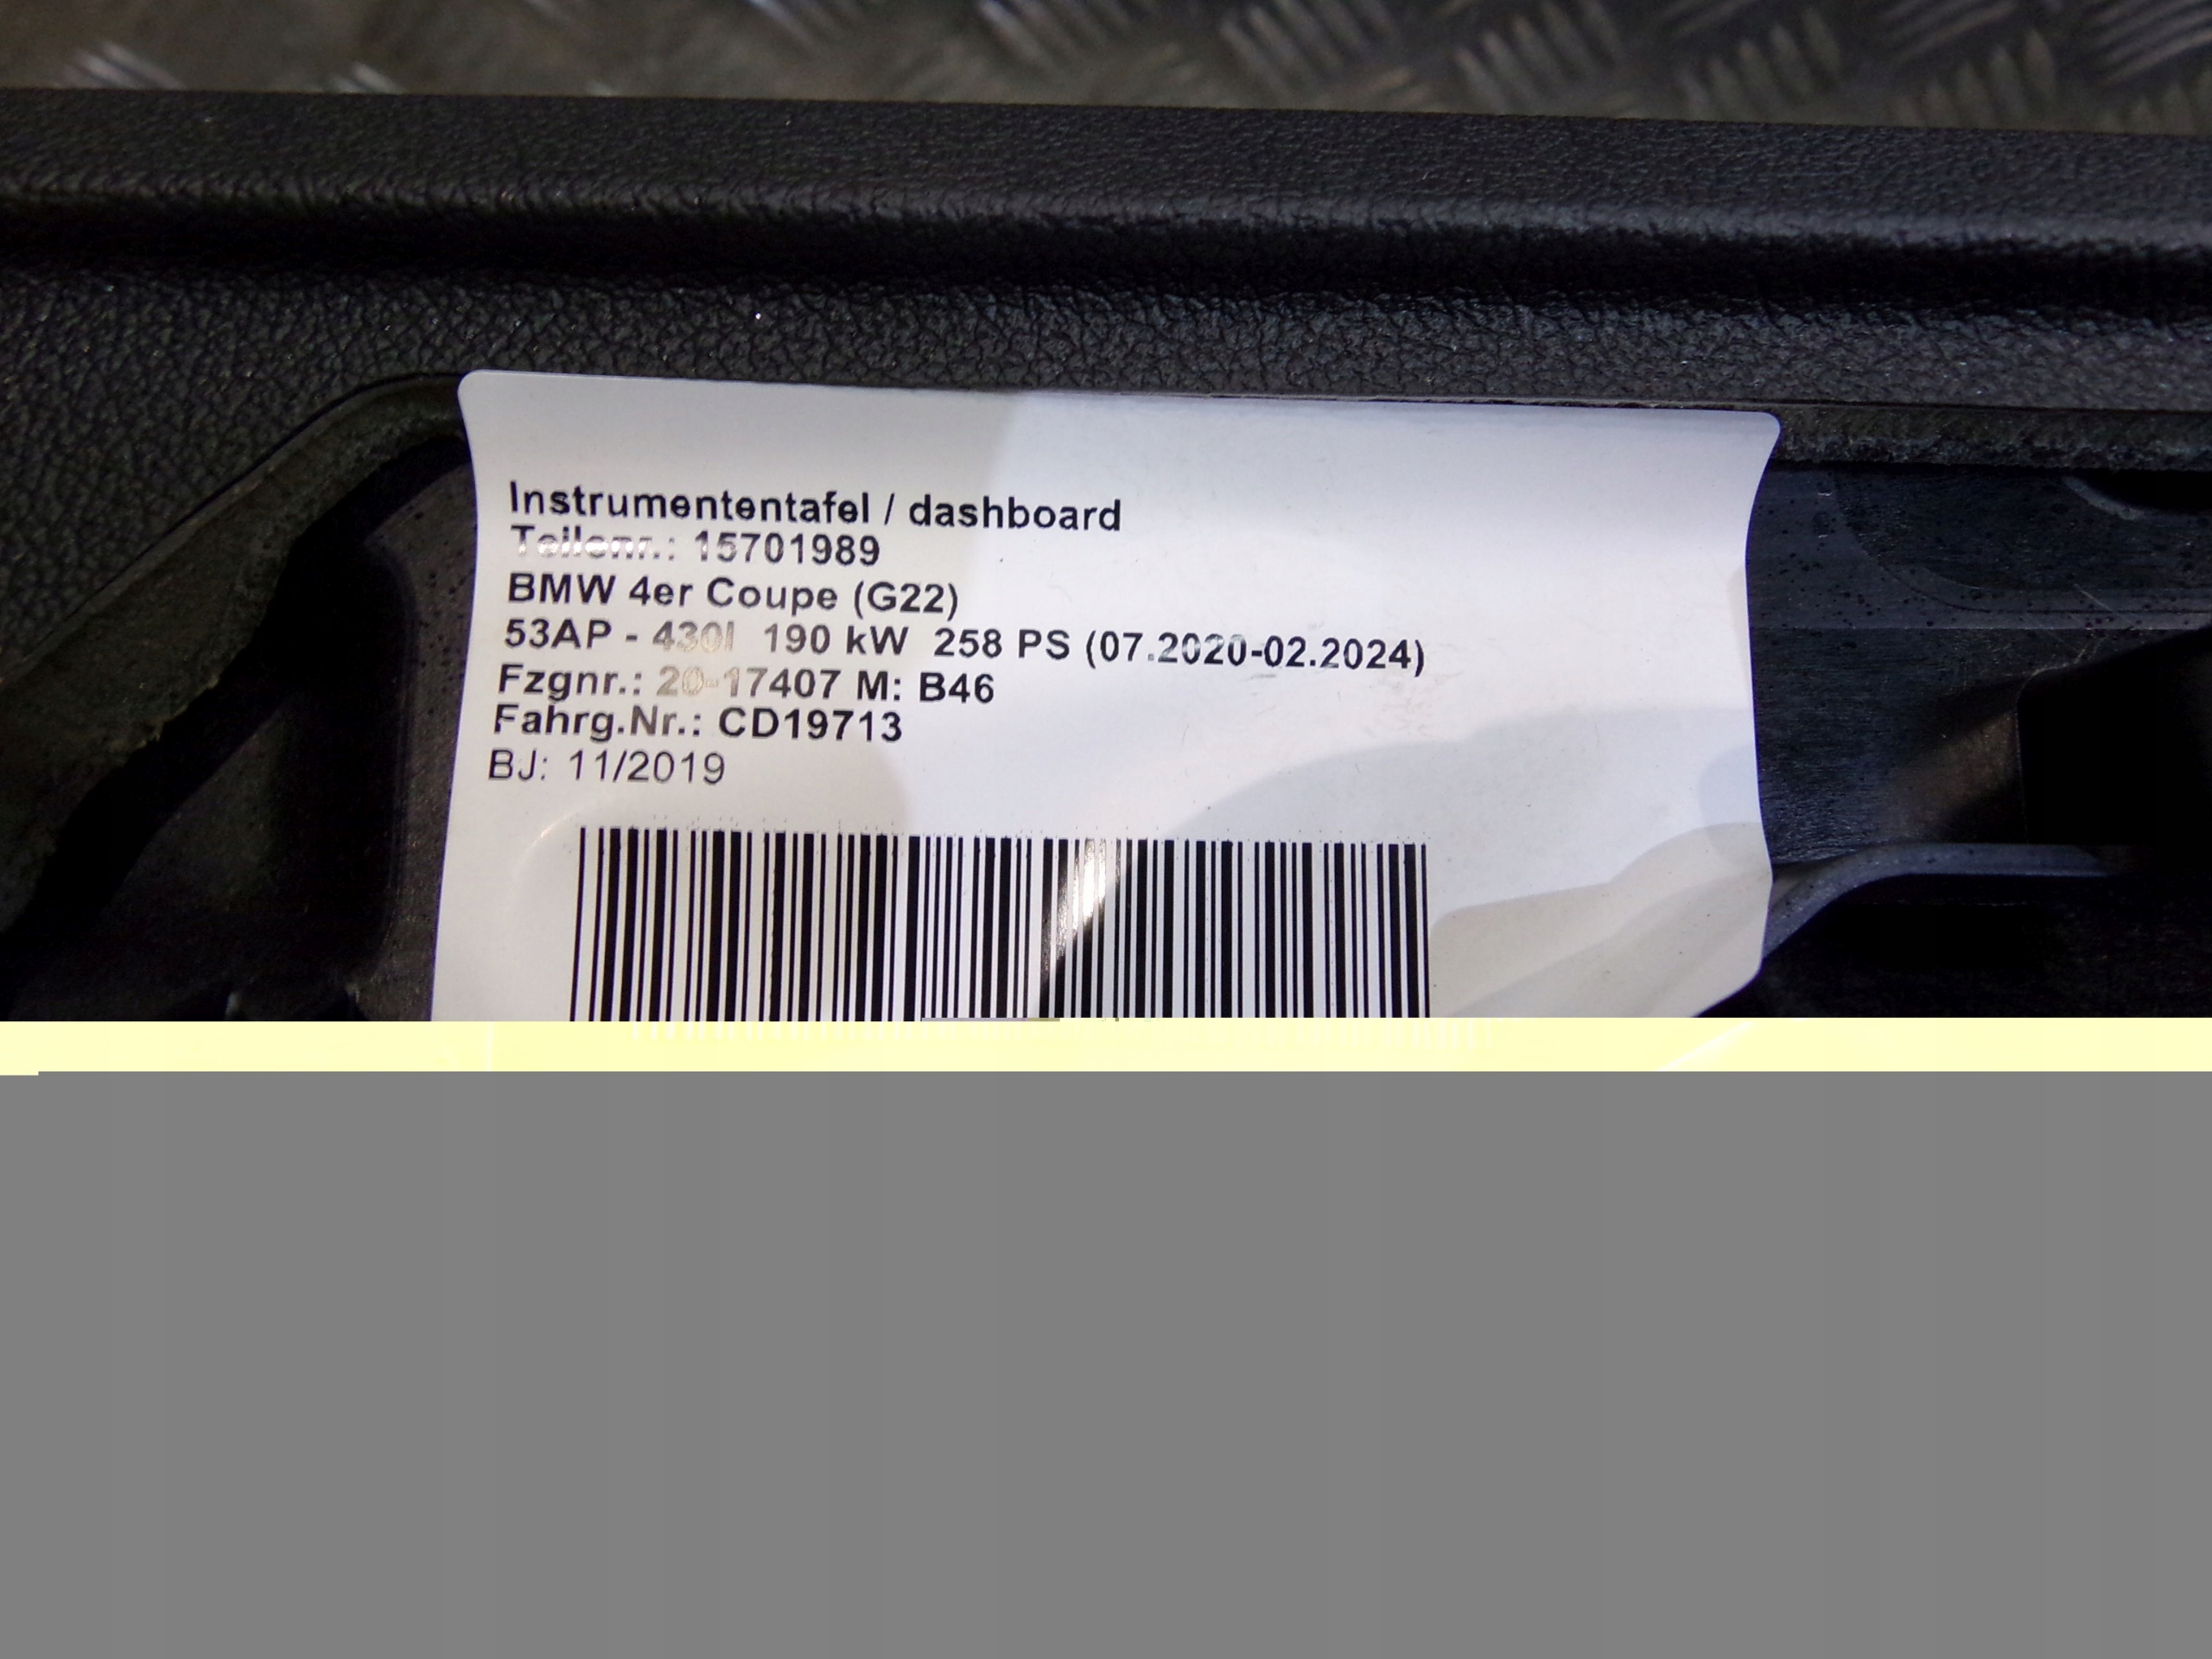 Instrumententafel / dashboard
Teilenr.: 15701989
BMW 4er Coupe (G22)
53AP - 430I 190 kW 258 PS (07.2020-02.2024)
Fzgnr.: 20-17407 M: B46
Fahrg.Nr.: CD19713
BJ: 11/2019